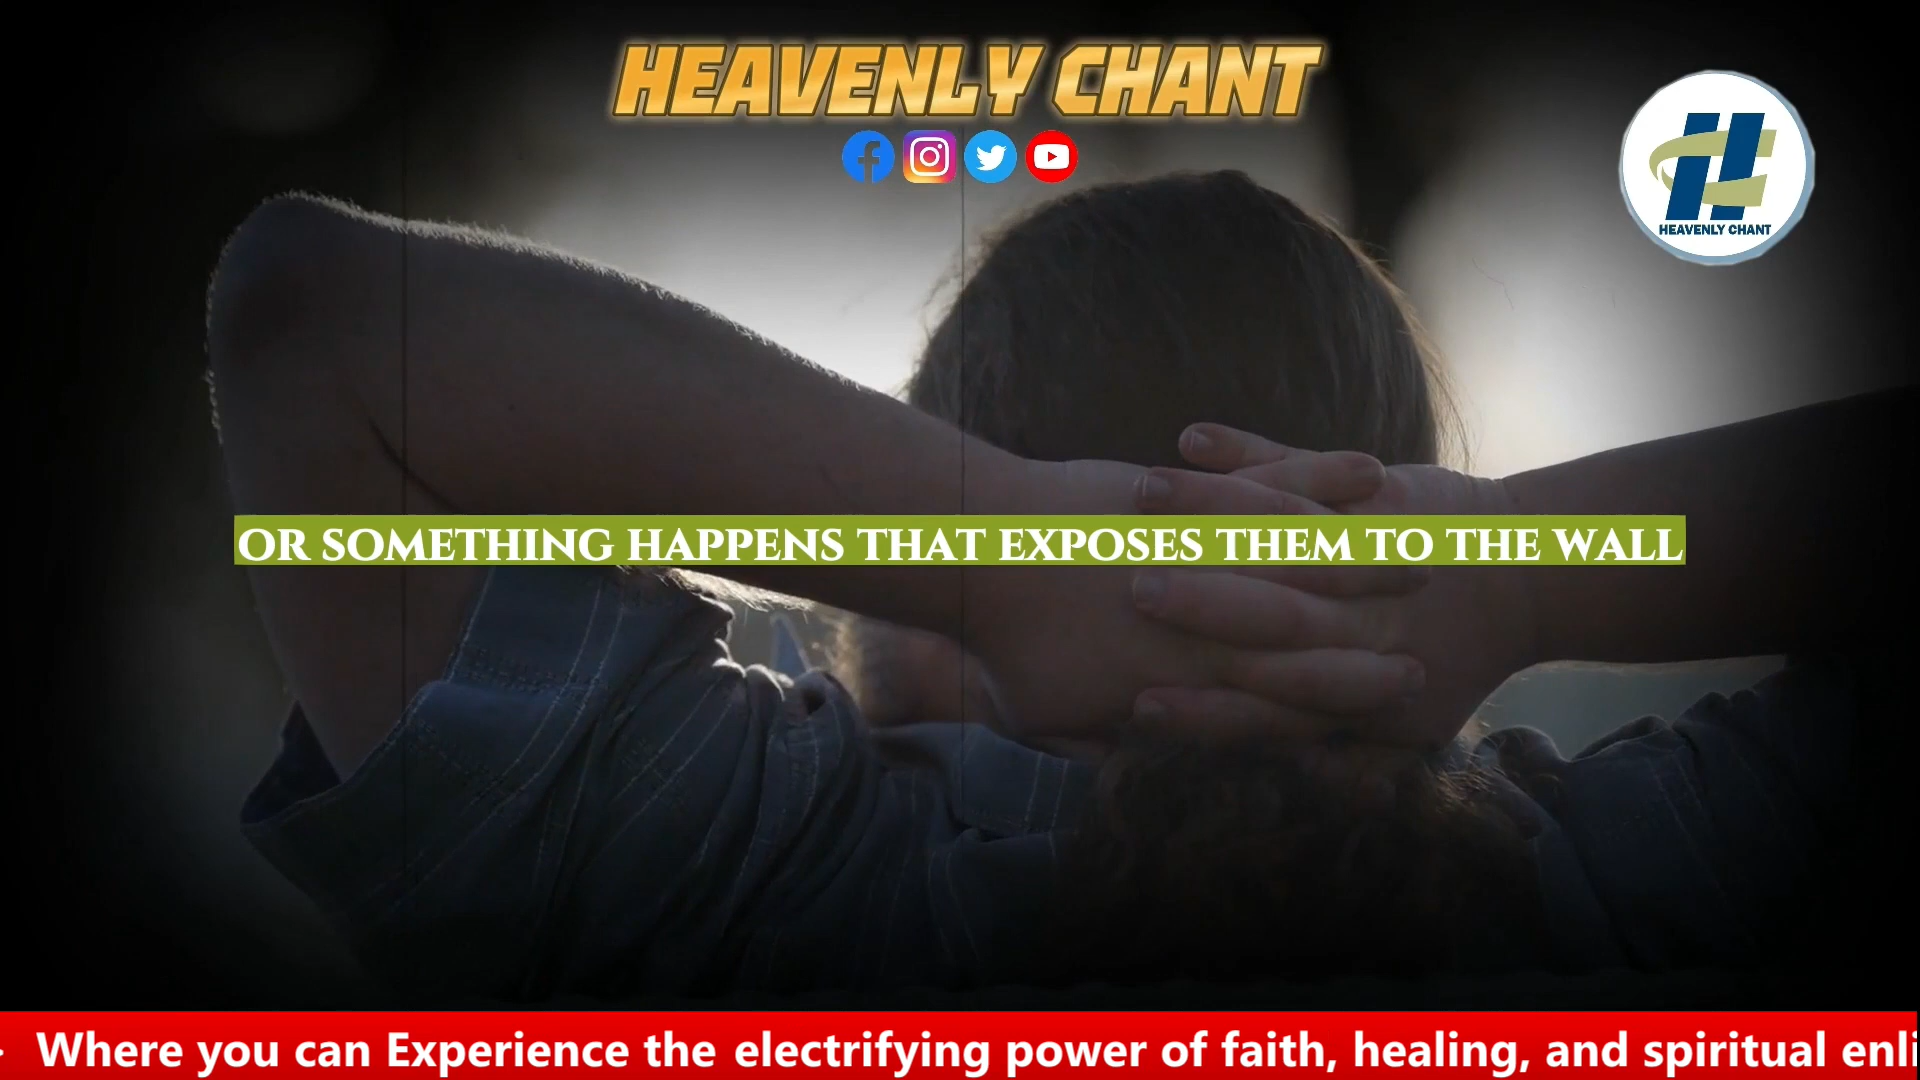 HEAVENLY CHANT
HEAVENLY CHANT
OR SOMETHING HAPPENS THAT EXPOSES THEM TO THE WALL
Where you can Experience the electrifying power of faith, healing, and spiritual enli